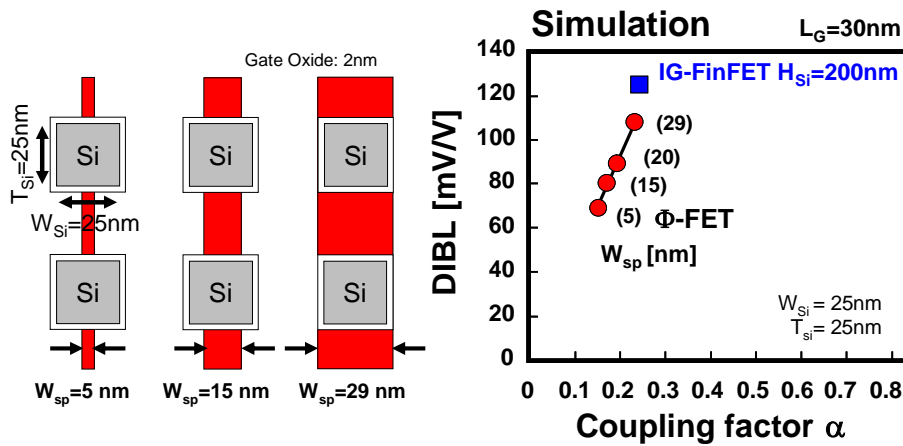 Gate Oxide: 2nm
T_Si=25nm
W_Si=25nm
Si
Si
Si
Si
Si
Si
W_sp=5 nm
W_sp=15 nm
W_sp=29 nm
Simulation
L_G=30nm
DIBL [mV/V]
140
120
100
80
60
40
20
0
IG-FinFET H_Si=200nm
(29)
(20)
(15)
(5)
Φ-FET
W_sp [nm]
W_Si = 25nm
T_si = 25nm
0 0.1 0.2 0.3 0.4 0.5 0.6 0.7 0.8
Coupling factor α